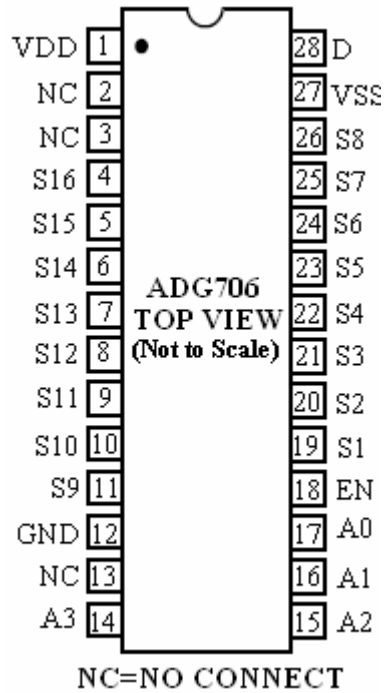 VDD 1 28 D
NC 2 27 VSS
NC 3 26 S8
S16 4 25 S7
S15 5 24 S6
S14 6 23 S5
ADG706
S13 7 TOP VIEW 22 S4
S12 8 (Not to Scale) 21 S3
S11 9 20 S2
S10 10 19 S1
S9 11 18 EN
GND 12 17 A0
NC 13 16 A1
A3 14 15 A2
NC=NO CONNECT